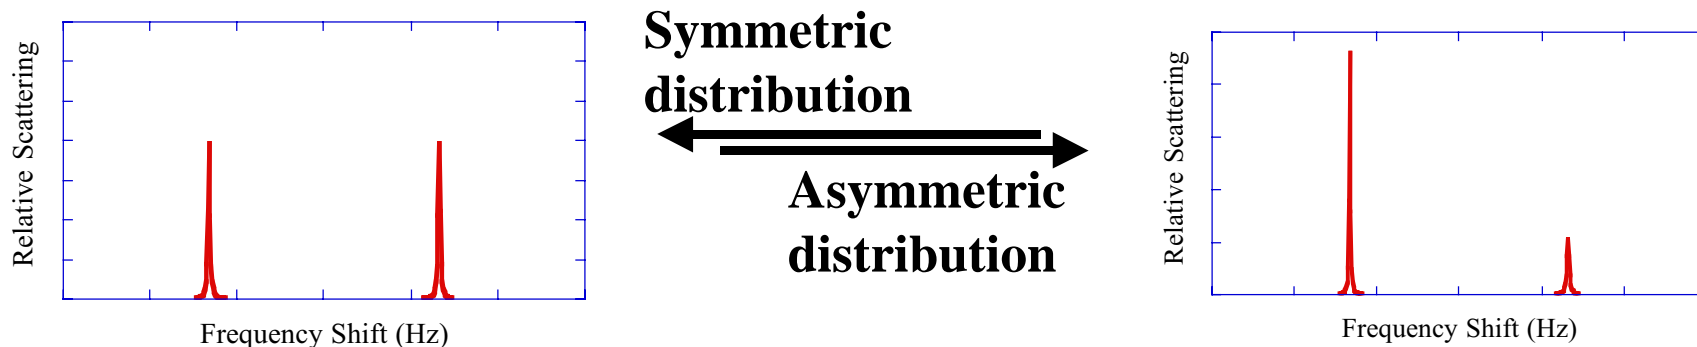 Relative Scattering
Frequency Shift (Hz)
Symmetric
distribution
Asymmetric
distribution
Relative Scattering
Frequency Shift (Hz)